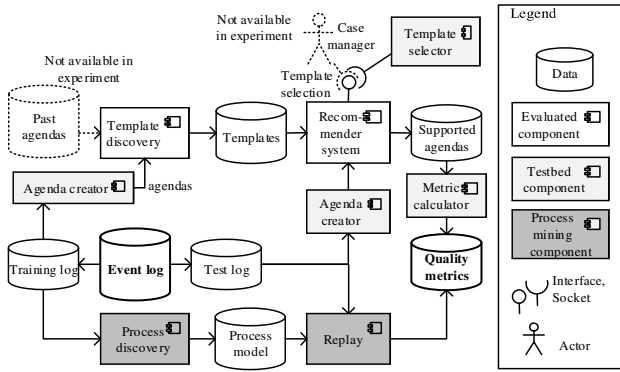 Not available
in experiment
Case
manager
Template
selector
Legend
Data
Not available in
experiment
Template
selection
Past
agendas
Template
discovery
Templates
Recom-
mender
system
Supported
agendas
Evaluated
component
Agenda creator
agendas
Agenda
creator
Metric
calculator
Testbed
component
Training log
Event log
Test log
Quality
metrics
Process
mining
component
Process
discovery
Process
model
Replay
Interface,
Socket
Actor